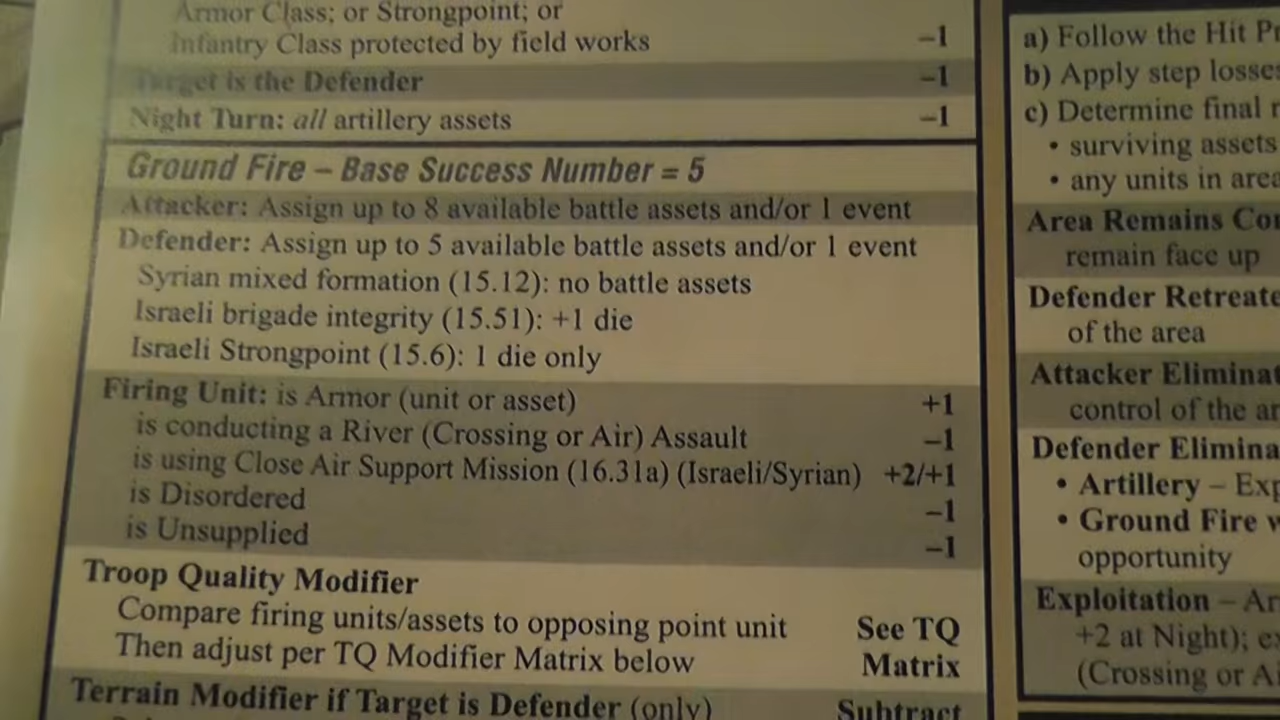 Armor Class; or Strongpoint; or
Infantry Class protected by field works –1
Target is the Defender –1
Night Turn: all artillery assets –1
Ground Fire – Base Success Number = 5
Attacker: Assign up to 8 available battle assets and/or 1 event
Defender: Assign up to 5 available battle assets and/or 1 event
Syrian mixed formation (15.12): no battle assets
Israeli brigade integrity (15.51): +1 die
Israeli Strongpoint (15.6): 1 die only
Firing Unit: is Armor (unit or asset) +1
is conducting a River (Crossing or Air) Assault –1
is using Close Air Support Mission (16.31a) (Israeli/Syrian) +2/+1
is Disordered –1
is Unsupplied –1
Troop Quality Modifier
Compare firing units/assets to opposing point unit See TQ
Then adjust per TQ Modifier Matrix below Matrix
Terrain Modifier if Target is Defender (only) Subtract
a) Follow the Hit
b) Apply step
c) Determine final
• surviving assets
• any units in
Area Remains
remain face up
Defender
of the area
Attacker
control of the
Defender
• Artillery –
• Ground Fire
opportunity
Exploitation –
+2 at Night);
(Crossing or